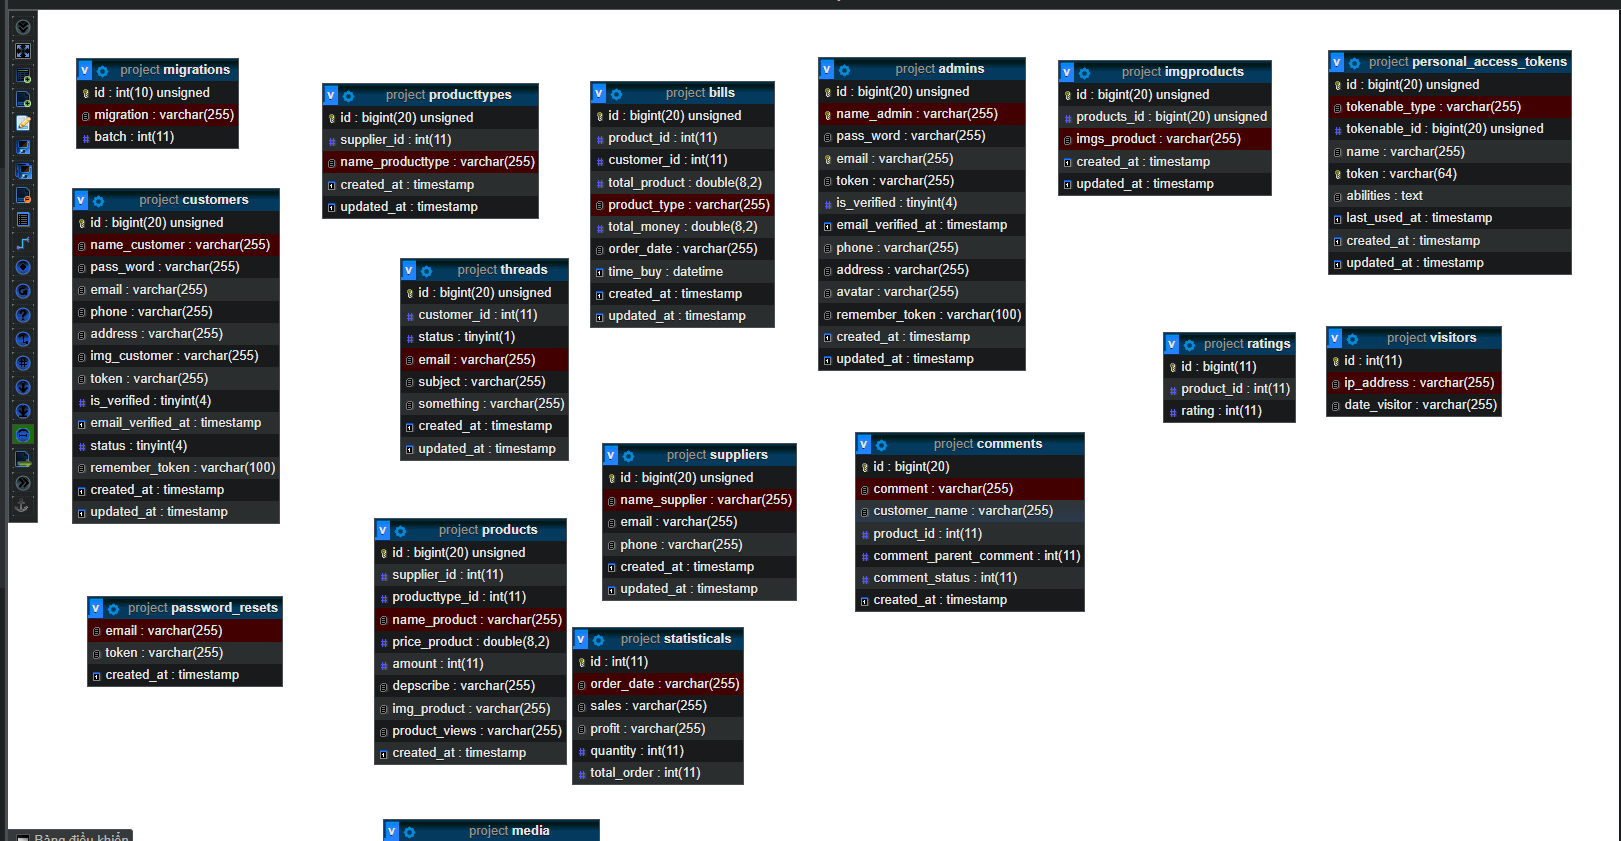 project migrations
id : int(10) unsigned
migration : varchar(255)
batch : int(11)
project customers
id : bigint(20) unsigned
name_customer : varchar(255)
pass_word : varchar(255)
email : varchar(255)
phone : varchar(255)
address : varchar(255)
img_customer : varchar(255)
token : varchar(255)
is_verified : tinyint(4)
email_verified_at : timestamp
status : tinyint(4)
remember_token : varchar(100)
created_at : timestamp
updated_at : timestamp
project password_resets
email : varchar(255)
token : varchar(255)
created_at : timestamp
project producttypes
id : bigint(20) unsigned
supplier_id : int(11)
name_producttype : varchar(255)
created_at : timestamp
updated_at : timestamp
project threads
id : bigint(20) unsigned
customer_id : int(11)
status : tinyint(1)
email : varchar(255)
subject : varchar(255)
something : varchar(255)
created_at : timestamp
updated_at : timestamp
project products
id : bigint(20) unsigned
supplier_id : int(11)
producttype_id : int(11)
name_product : varchar(255)
price_product : double(8,2)
amount : int(11)
depscribe : varchar(255)
img_product : varchar(255)
product_views : varchar(255)
created_at : timestamp
project media
project bills
id : bigint(20) unsigned
product_id : int(11)
customer_id : int(11)
total_product : double(8,2)
product_type : varchar(255)
total_money : double(8,2)
order_date : varchar(255)
time_buy : datetime
created_at : timestamp
updated_at : timestamp
project suppliers
id : bigint(20) unsigned
name_supplier : varchar(255)
email : varchar(255)
phone : varchar(255)
created_at : timestamp
updated_at : timestamp
project statisticals
id : int(11)
order_date : varchar(255)
sales : varchar(255)
profit : varchar(255)
quantity : int(11)
total_order : int(11)
project admins
id : bigint(20) unsigned
name_admin : varchar(255)
pass_word : varchar(255)
email : varchar(255)
token : varchar(255)
is_verified : tinyint(4)
email_verified_at : timestamp
phone : varchar(255)
address : varchar(255)
avatar : varchar(255)
remember_token : varchar(100)
created_at : timestamp
updated_at : timestamp
project comments
id : bigint(20)
comment : varchar(255)
customer_name : varchar(255)
product_id : int(11)
comment_parent_comment : int(11)
comment_status : int(11)
created_at : timestamp
project imgproducts
id : bigint(20) unsigned
products_id : bigint(20) unsigned
imgs_product : varchar(255)
created_at : timestamp
updated_at : timestamp
project ratings
id : bigint(11)
product_id : int(11)
rating : int(11)
project personal_access_tokens
id : bigint(20) unsigned
tokenable_type : varchar(255)
tokenable_id : bigint(20) unsigned
name : varchar(255)
token : varchar(64)
abilities : text
last_used_at : timestamp
created_at : timestamp
updated_at : timestamp
project visitors
id : int(11)
ip_address : varchar(255)
date_visitor : varchar(255)
Bảng điều khiển